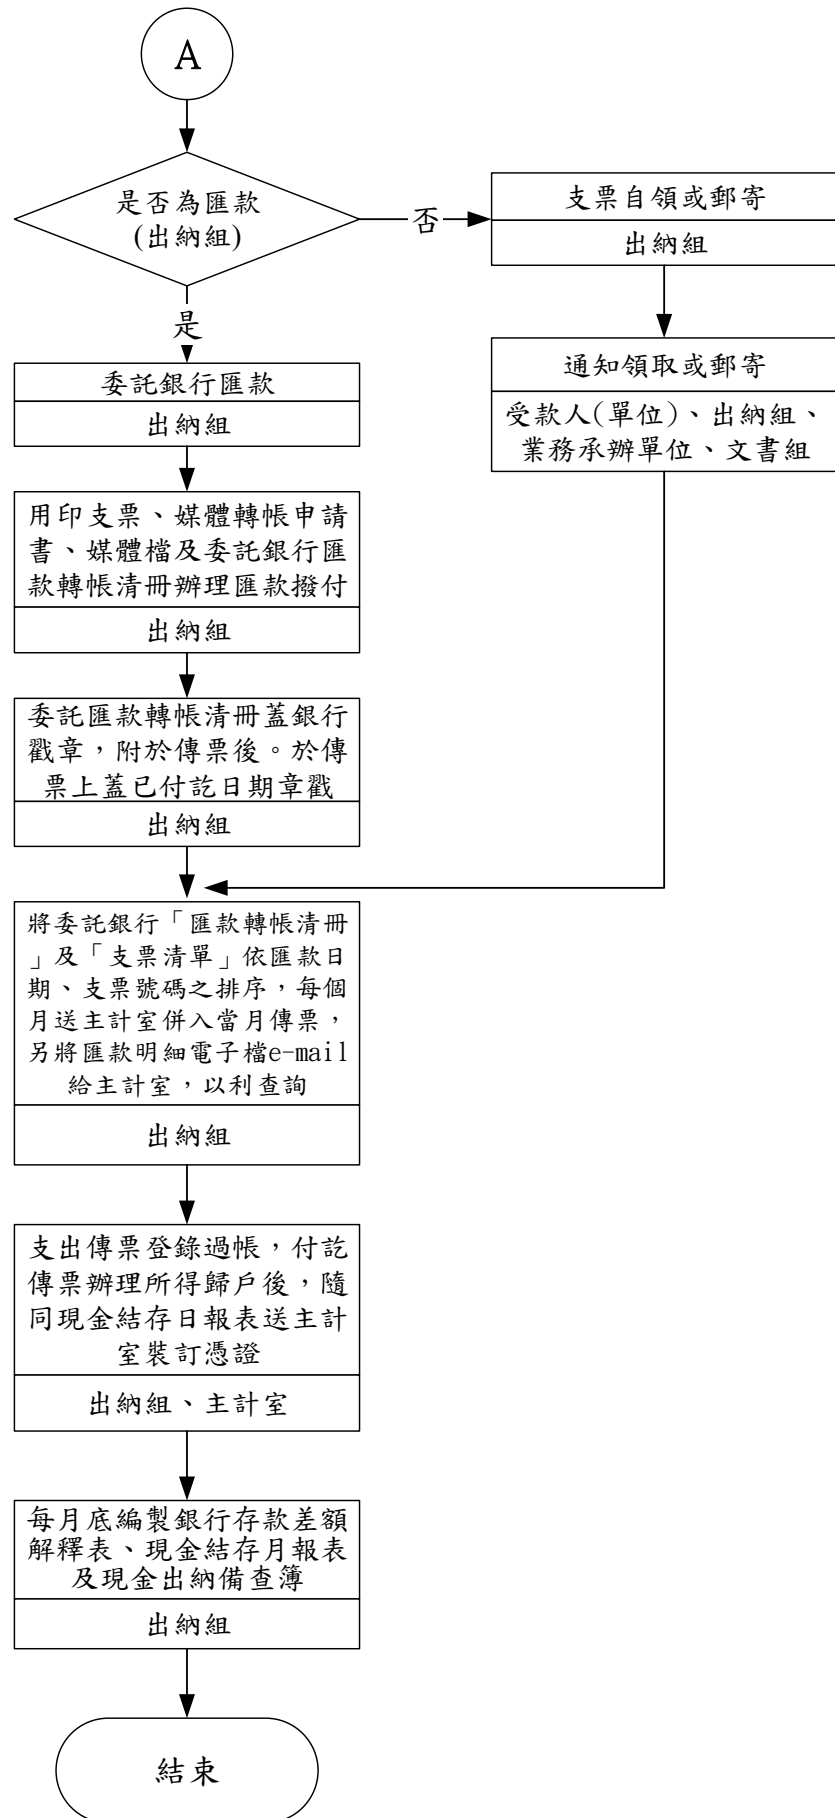 A
是否為匯款
(出納組)
否
支票自領或郵寄
出納組
通知領取或郵寄
受款人(單位)、出納組、
業務承辦單位、文書組
是
委託銀行匯款
出納組
用印支票、媒體轉帳申請
書、媒體檔及委託銀行匯
款轉帳清冊辦理匯款撥付
出納組
委託匯款轉帳清冊蓋銀行
戳章，附於傳票後。於傳
票上蓋已付訖日期章戳
出納組
將委託銀行「匯款轉帳清冊
」及「支票清單」依匯款日
期、支票號碼之排序，每個
月送主計室併入當月傳票，
另將匯款明細電子檔e-mail
給主計室，以利查詢
出納組
支出傳票登錄過帳，付訖
傳票辦理所得歸戶後，隨
同現金結存日報表送主計
室裝訂憑證
出納組、主計室
每月底編製銀行存款差額
解釋表、現金結存月報表
及現金出納備查簿
出納組
結束